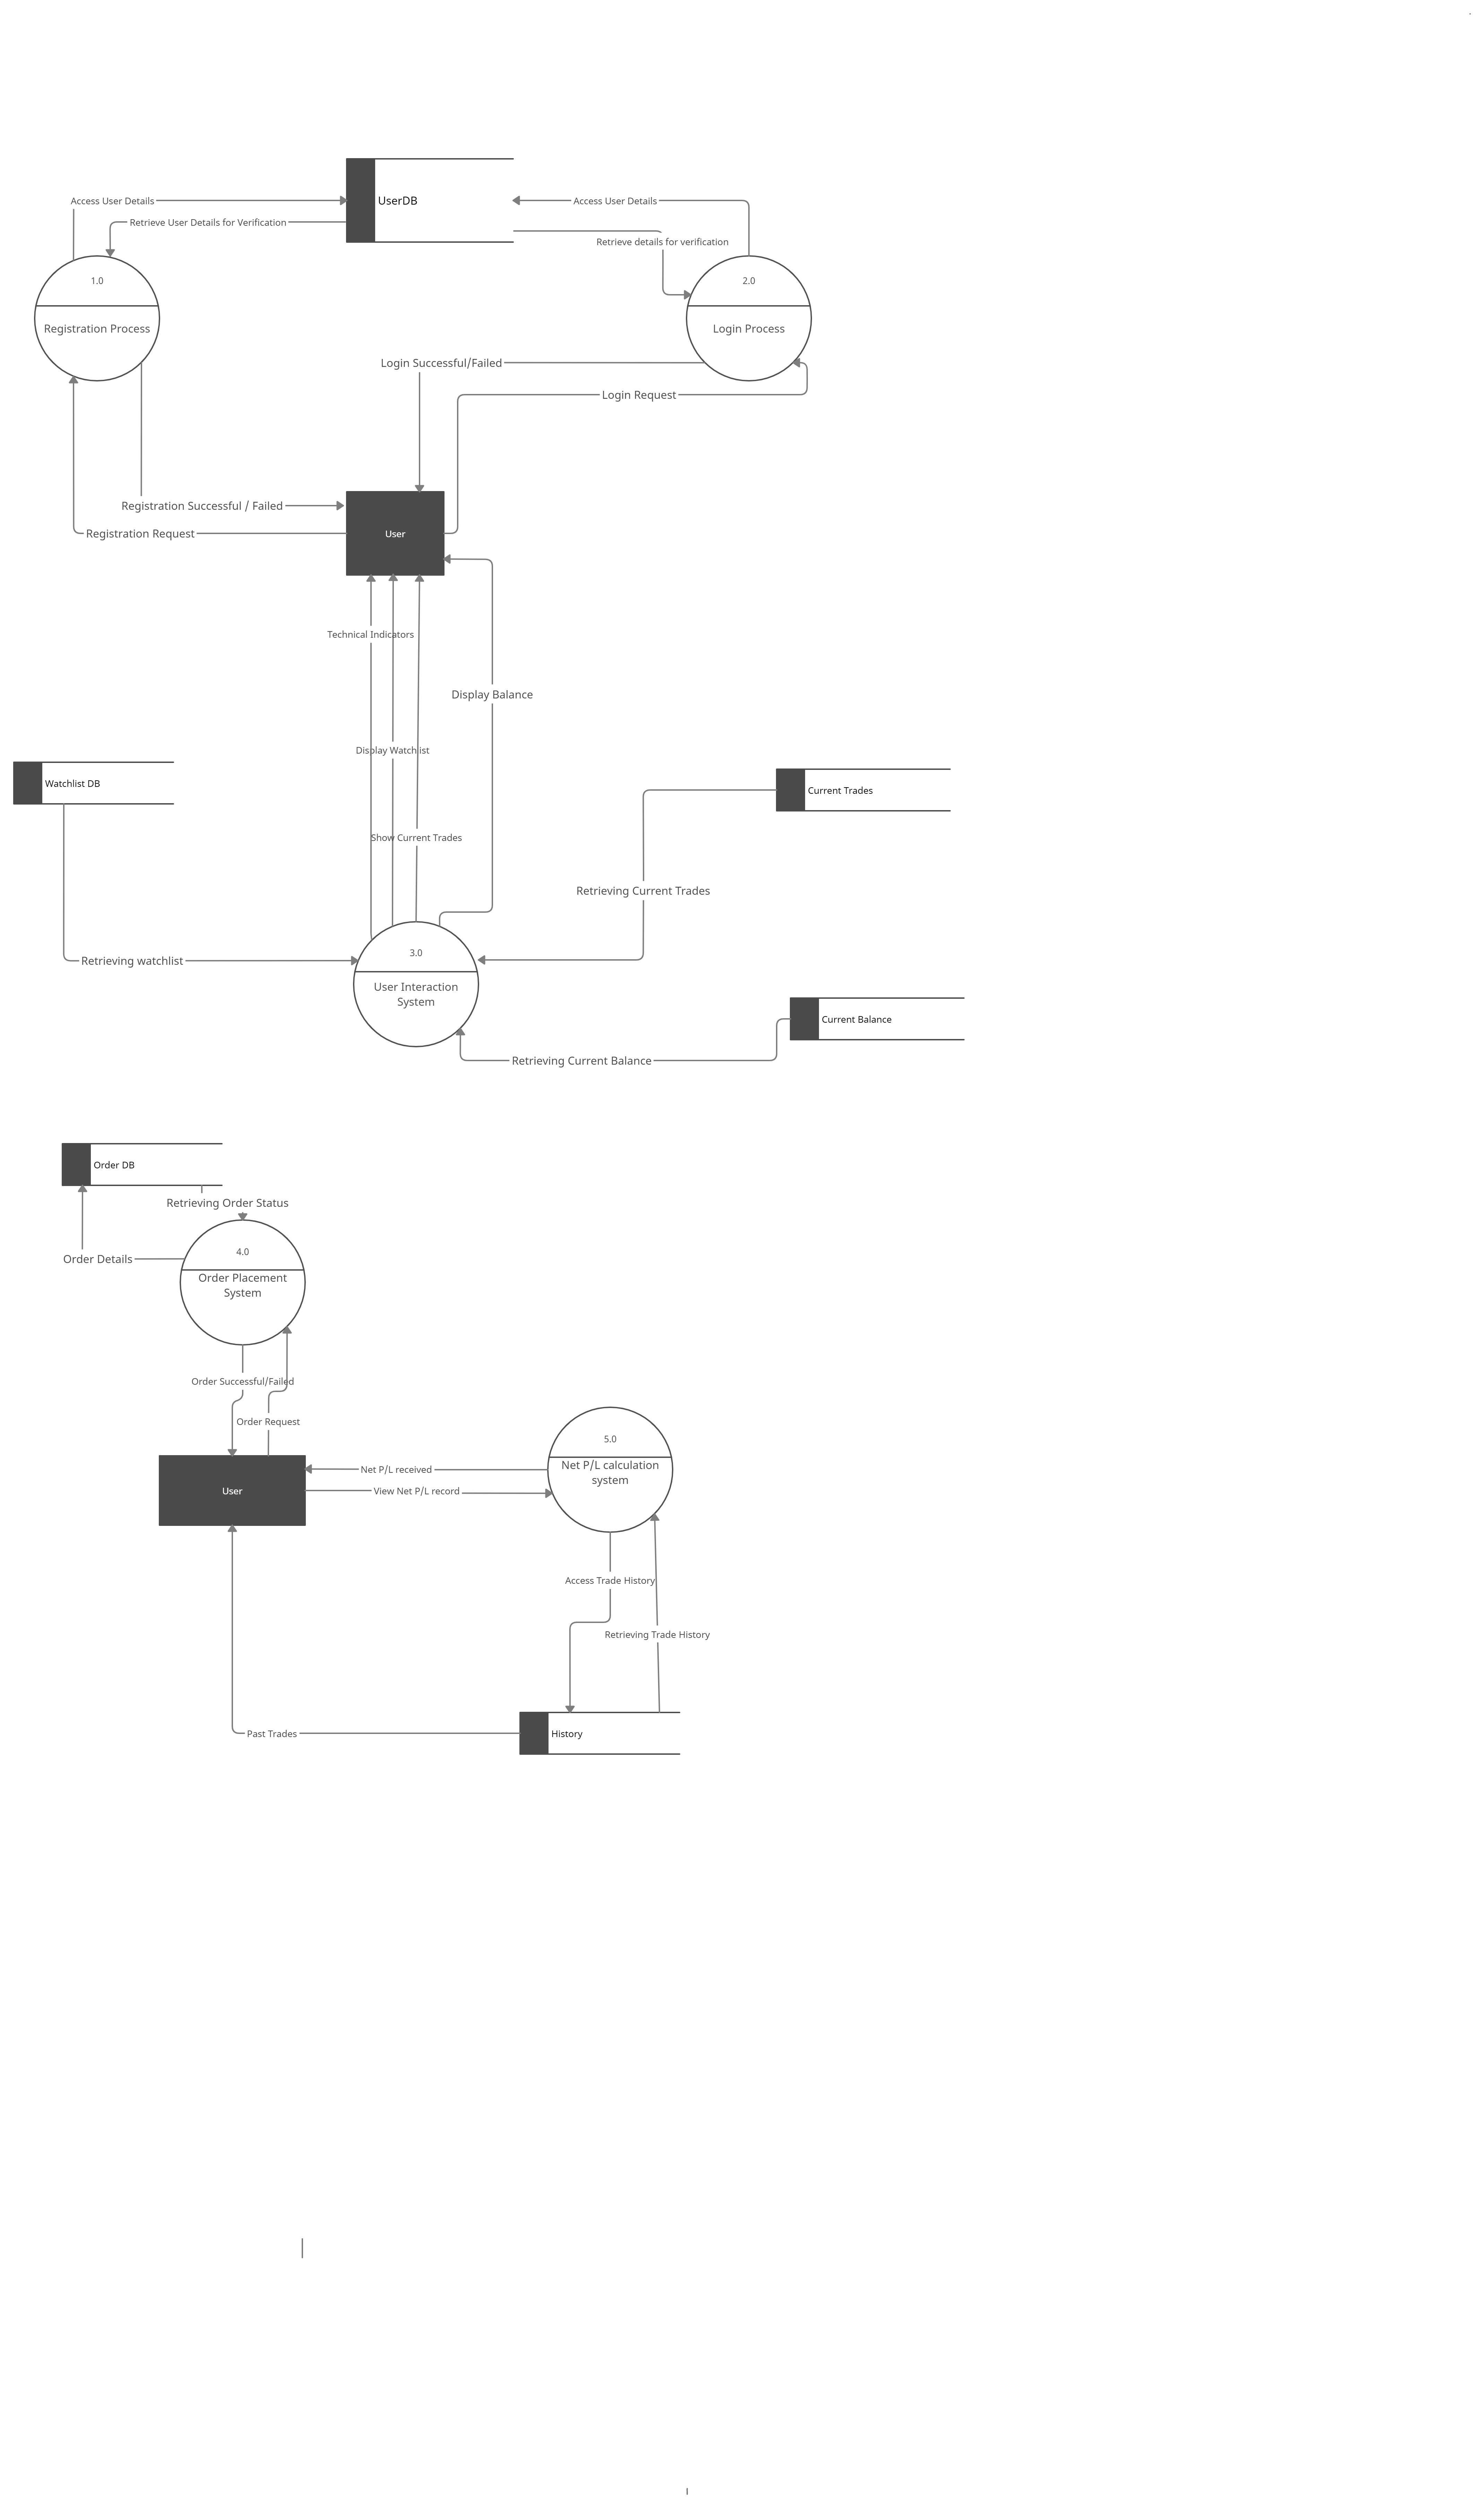 UserDB
Access User Details
Access User Details
Retrieve User Details for Verification
Retrieve details for verification
1.0
Registration Process
2.0
Login Process
Login Successful/Failed
Login Request
Registration Successful / Failed
Registration Request
User
Technical Indicators
Display Balance
Display Watchlist
Watchlist DB
Current Trades
Show Current Trades
Retrieving Current Trades
3.0
User Interaction
System
Retrieving watchlist
Current Balance
Retrieving Current Balance
Order DB
Retrieving Order Status
Order Details
4.0
Order Placement
System
Order Successful/Failed
Order Request
5.0
Net P/L calculation
system
Net P/L received
View Net P/L record
User
Access Trade History
Retrieving Trade History
Past Trades
History